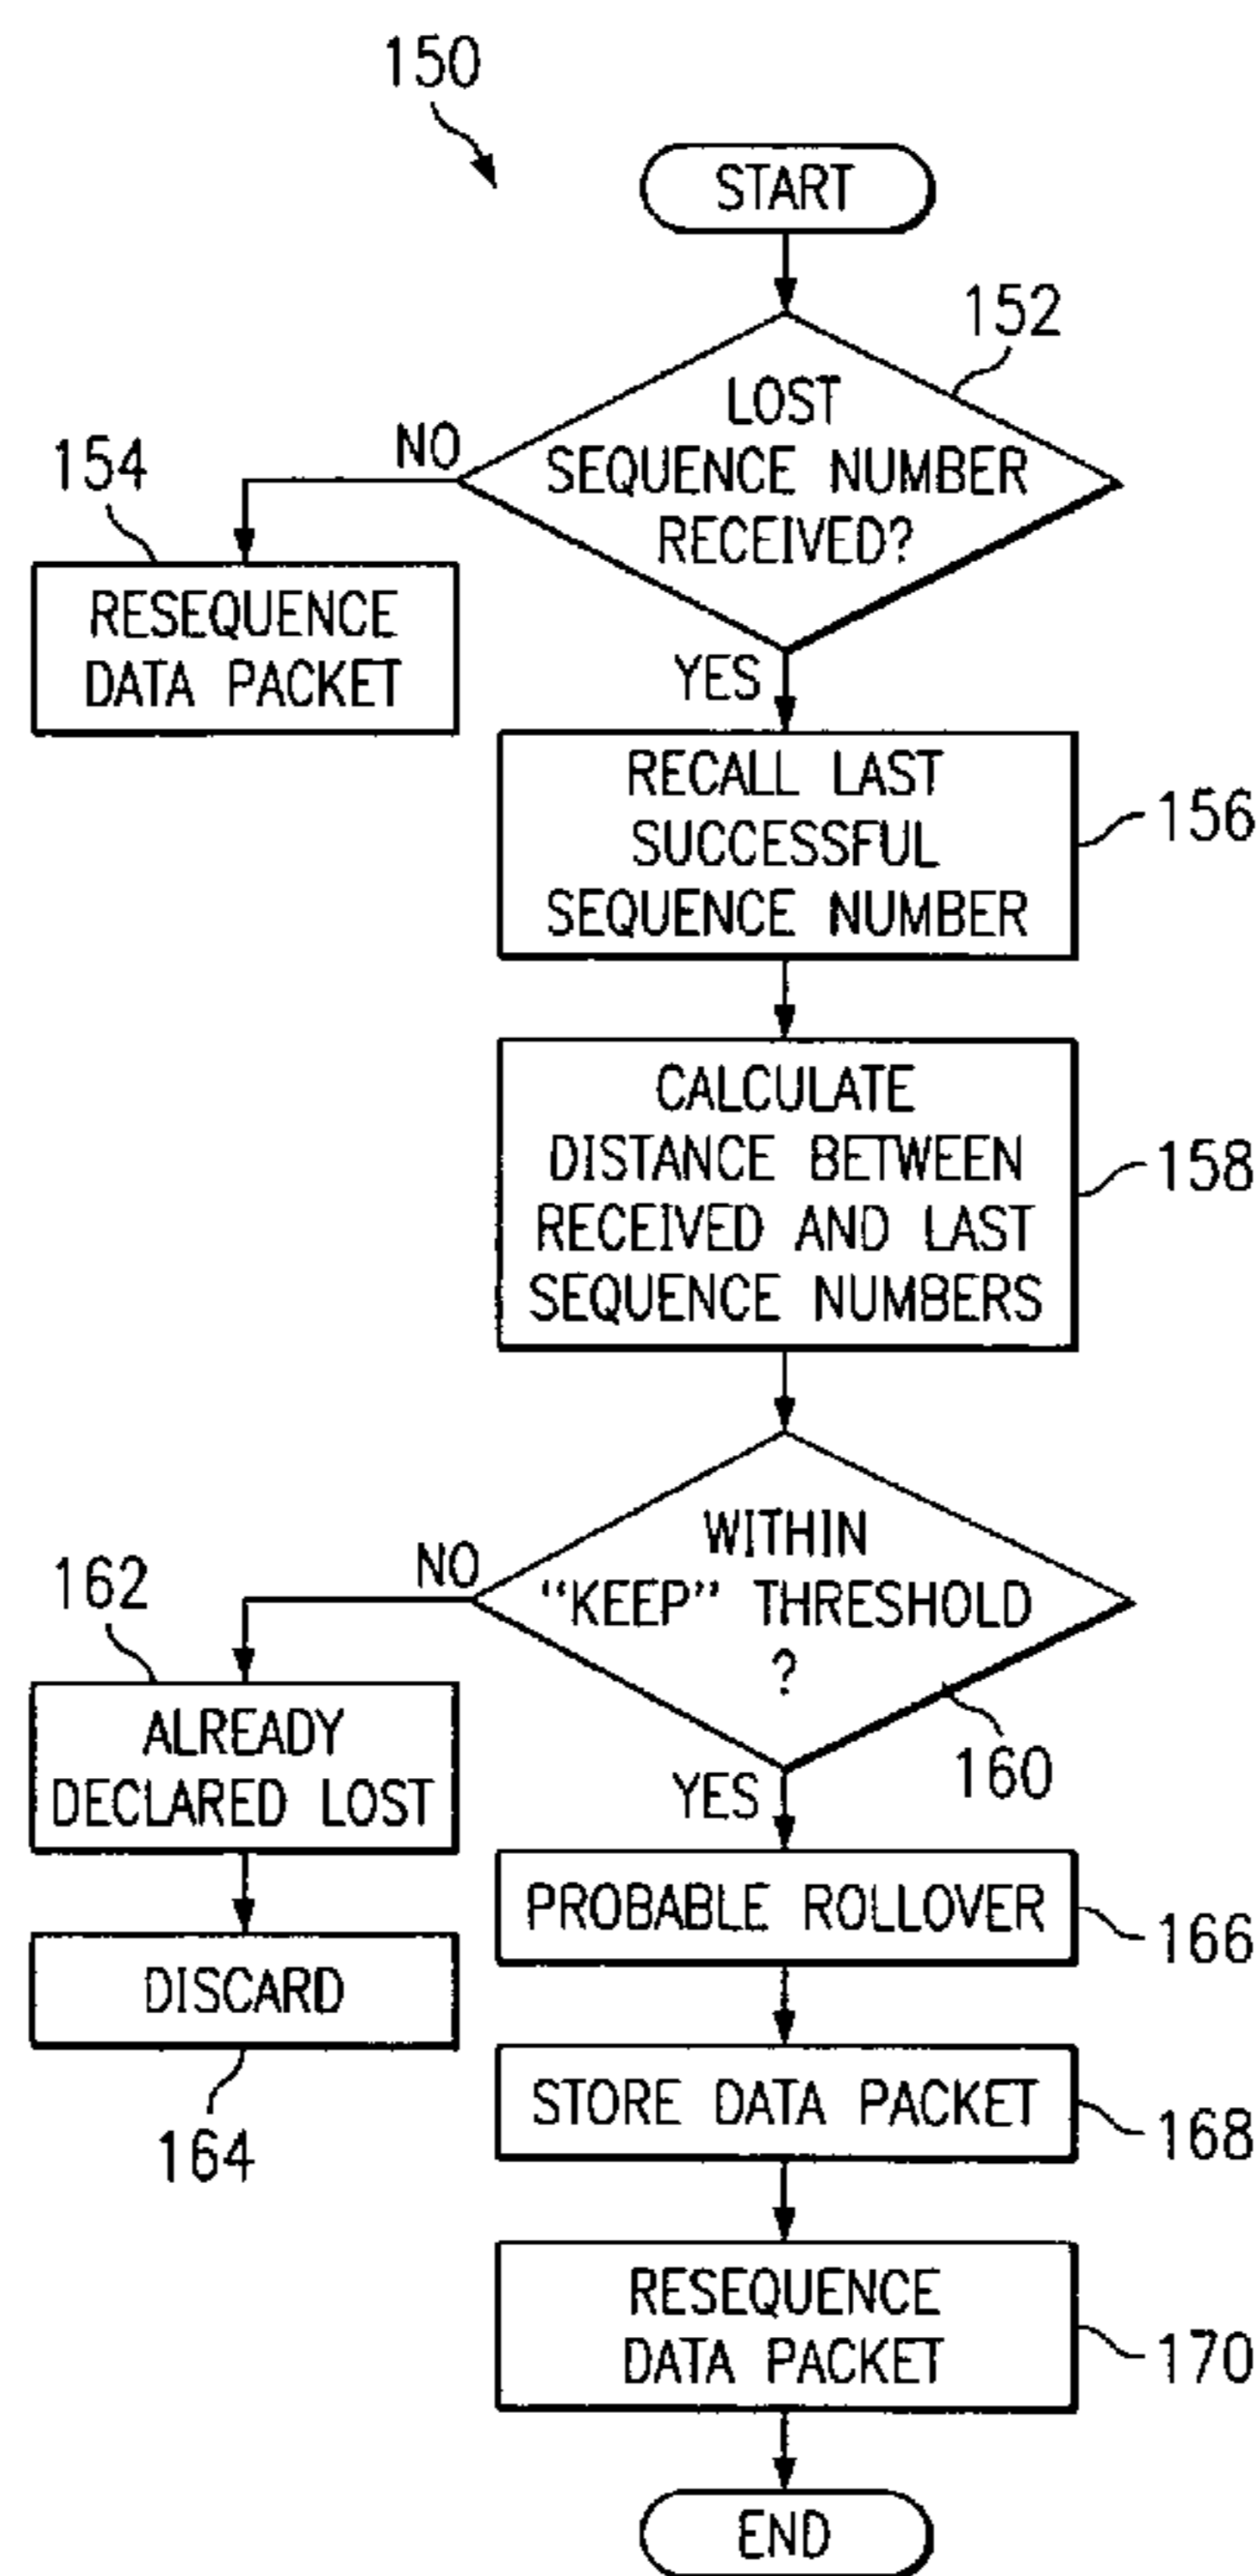 150
START
152
LOST
SEQUENCE NUMBER
RECEIVED?
NO
154
RESEQUENCE
DATA PACKET
YES
RECALL LAST
SUCCESSFUL
SEQUENCE NUMBER
156
CALCULATE
DISTANCE BETWEEN
RECEIVED AND LAST
SEQUENCE NUMBERS
158
WITHIN
“KEEP” THRESHOLD
?
160
NO
162
ALREADY
DECLARED LOST
DISCARD
164
YES
PROBABLE ROLLOVER
166
STORE DATA PACKET
168
RESEQUENCE
DATA PACKET
170
END